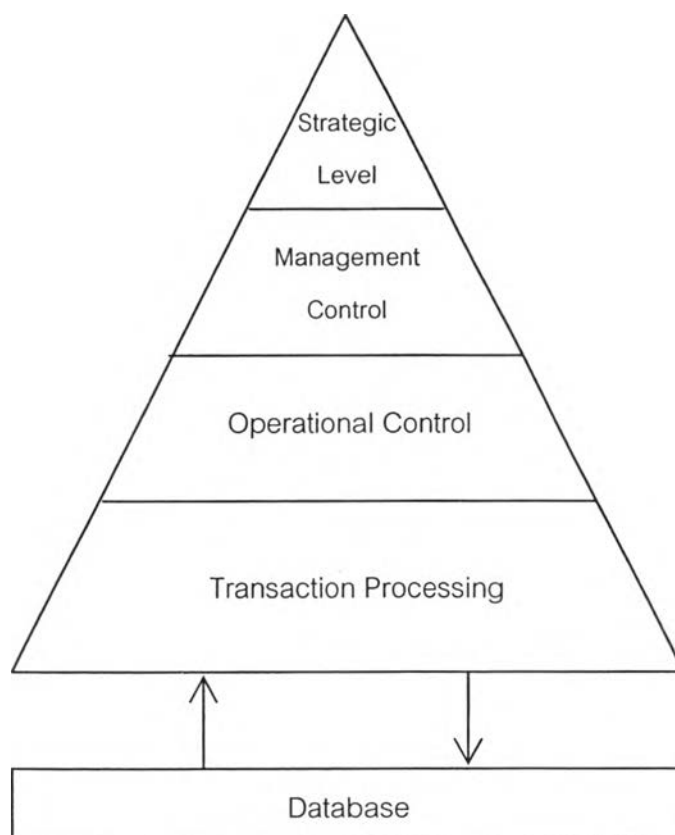 Strategic
Level
Management
Control
Operational Control
Transaction Processing
Database